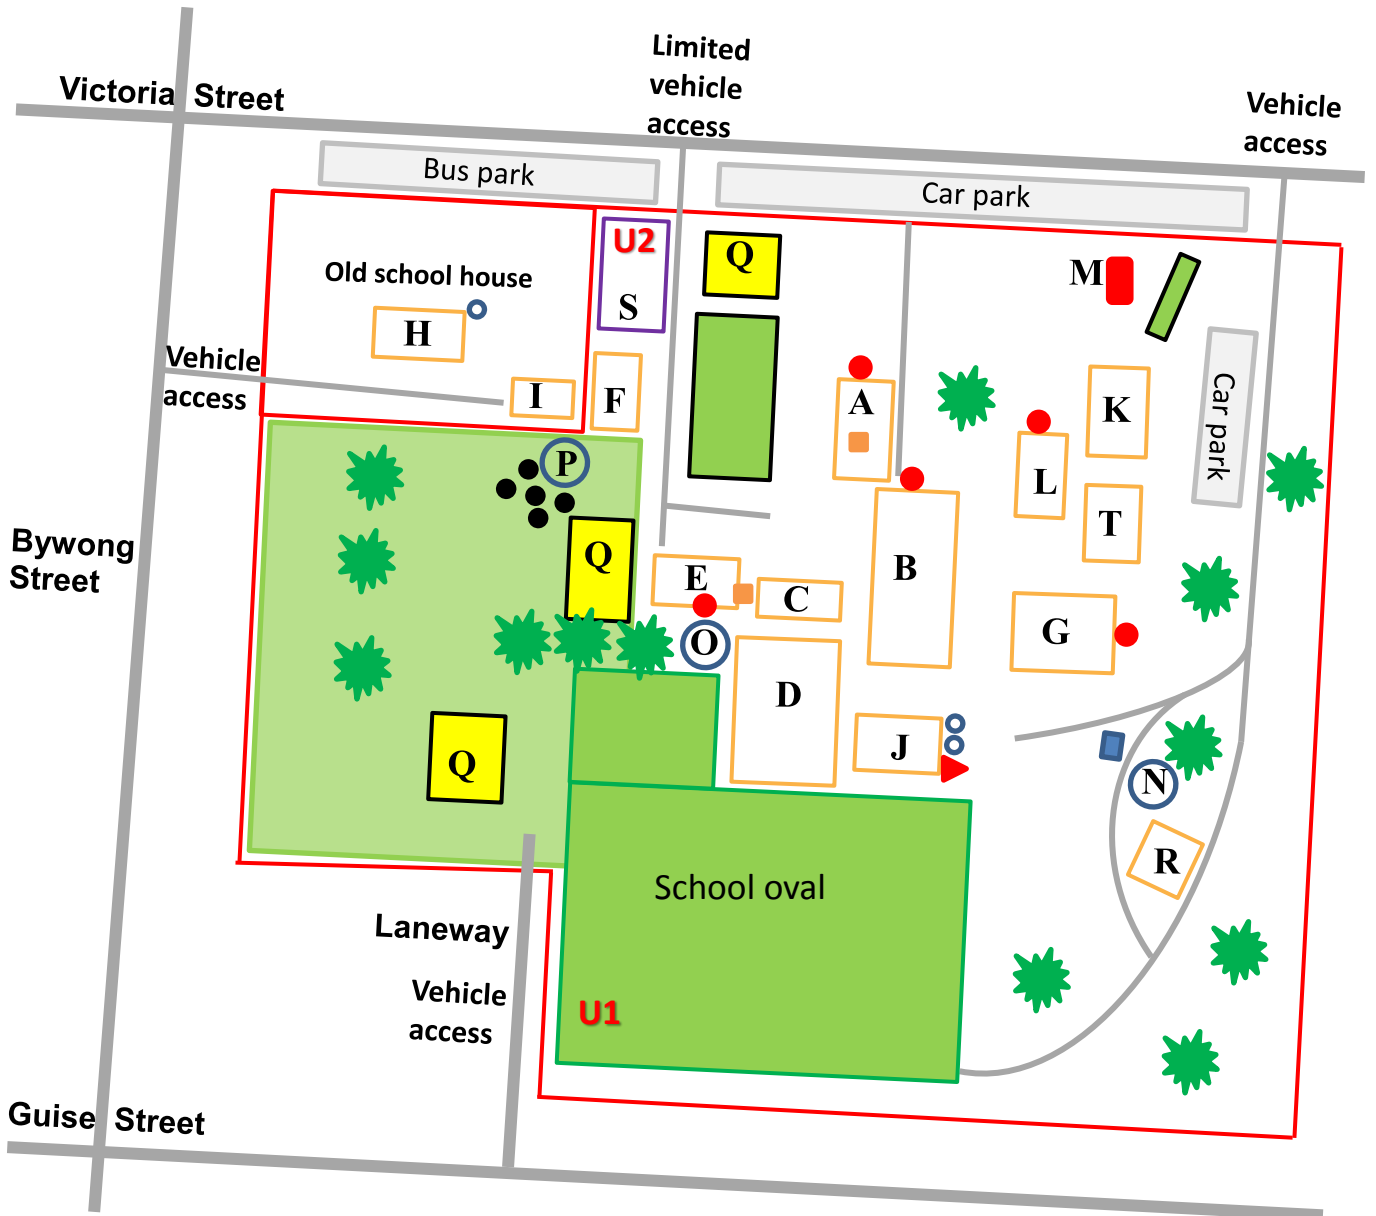 Limited
vehicle
access
Vehicle
access
Victoria Street
Bus park
Car park
U2
S
Q
M
Old school house
H
Vehicle
access
I
F
A
K
Car park
L
T
P
Q
E
C
B
G
O
D
J
N
R
Bywong
Street
Q
School oval
Laneway
Vehicle
access
U1
Guise Street